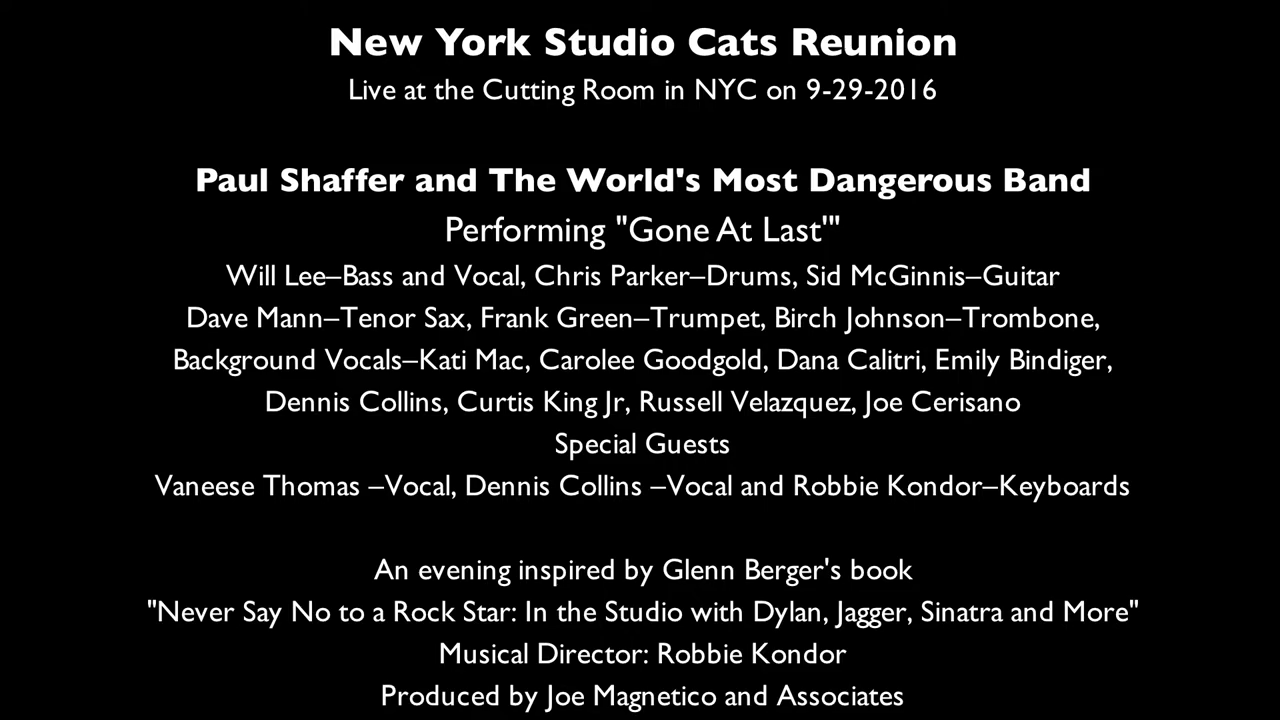 New York Studio Cats Reunion
Live at the Cutting Room in NYC on 9-29-2016
Paul Shaffer and The World's Most Dangerous Band
Performing "Gone At Last'"
Will Lee–Bass and Vocal, Chris Parker–Drums, Sid McGinnis–Guitar
Dave Mann–Tenor Sax, Frank Green–Trumpet, Birch Johnson–Trombone,
Background Vocals–Kati Mac, Carolee Goodgold, Dana Calitri, Emily Bindiger,
Dennis Collins, Curtis King Jr, Russell Velazquez, Joe Cerisano
Special Guests
Vaneese Thomas –Vocal, Dennis Collins –Vocal and Robbie Kondor–Keyboards
An evening inspired by Glenn Berger's book
"Never Say No to a Rock Star: In the Studio with Dylan, Jagger, Sinatra and More"
Musical Director: Robbie Kondor
Produced by Joe Magnetico and Associates